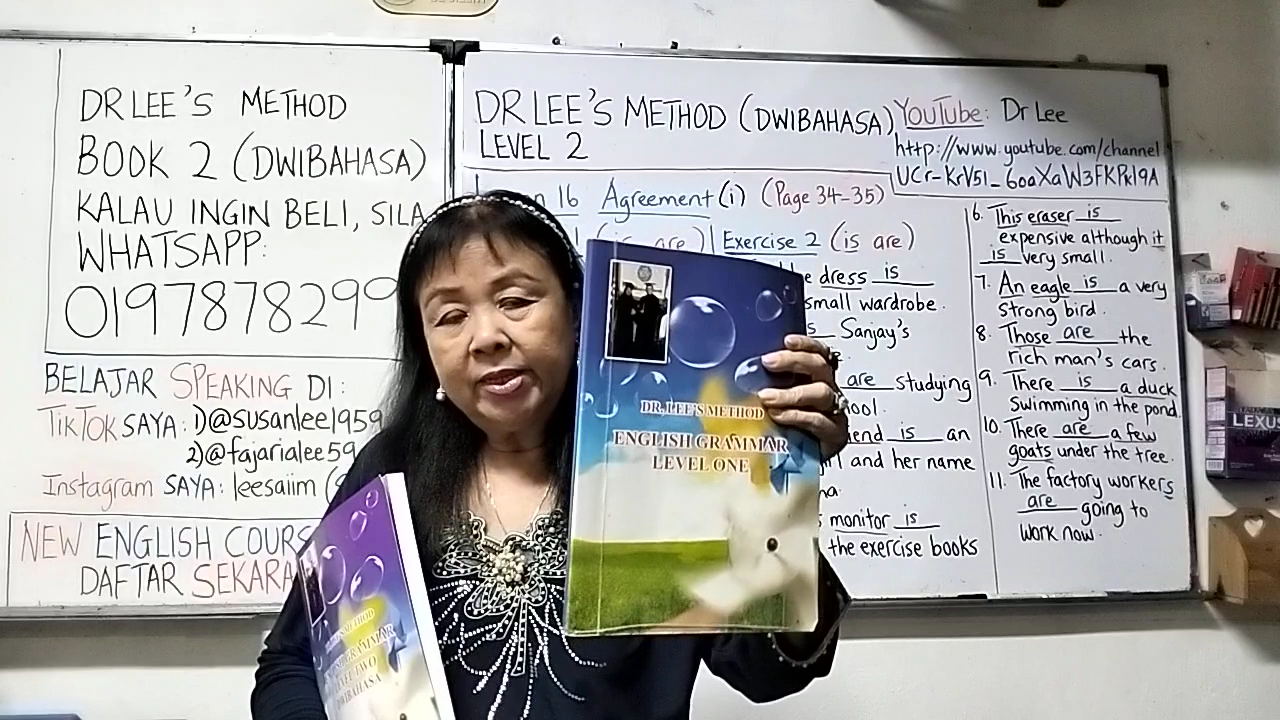 DR LEE'S METHOD
BOOK 2 (DWIBAHASA)
KALAU INGIN BELI, SILA
WHATSAPP:
0197878299
BELAJAR SPEAKING DI:
TIKTOK SAYA: 1)@susanlee1959
2)@fajarialee59
Instagram SAYA: leesaiim
NEW ENGLISH
DAFTAR
DR LEE'S METHOD (DWIBAHASA)
LEVEL 2
YouTube: Dr Lee
http://www.youtube.com/channel
UCr-KrV5l_6oaXaW3FKPkl9A
16 Agreement (i) (Page 34-35)
(is are) Exercise 2 (is are)
dress is
small wardrobe.
Sanjay's
are studying
is an
and her name
monitor is
the exercise books
6. This eraser is
expensive although it
is very small.
7. An eagle is a very
strong bird.
8. Those are the
rich man's cars.
9. There is a duck
swimming in the pond.
10. There are a few
goats under the tree.
11. The factory workers
are going to
work now.
DR. LEE'S METHOD
ENGLISH GRAMMAR
LEVEL ONE
DWIBAHASA
LEXUS